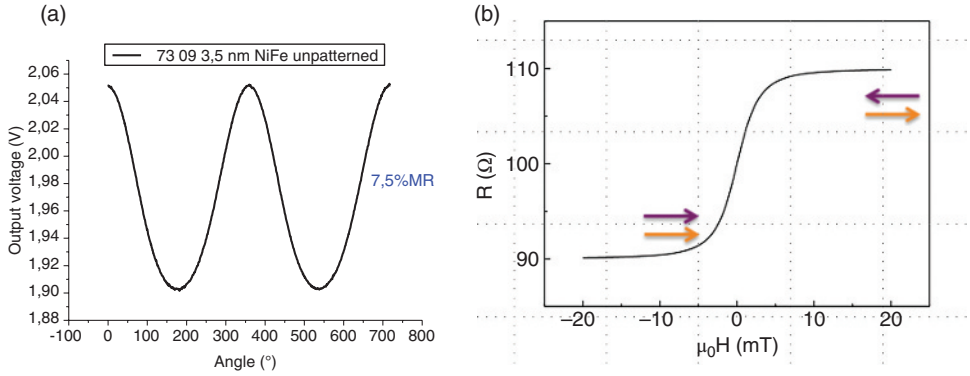 (a)
73 09 3,5 nm NiFe unpatterned
2,06
2,04
2,02
2,00
1,98
1,96
1,94
1,92
1,90
1,88
Output voltage (V)
7,5%MR
-100 0 100 200 300 400 500 600 700 800
Angle (°)
(b)
110
100
90
R (Ω)
−20 −10 0 10 20
μ₀H (mT)